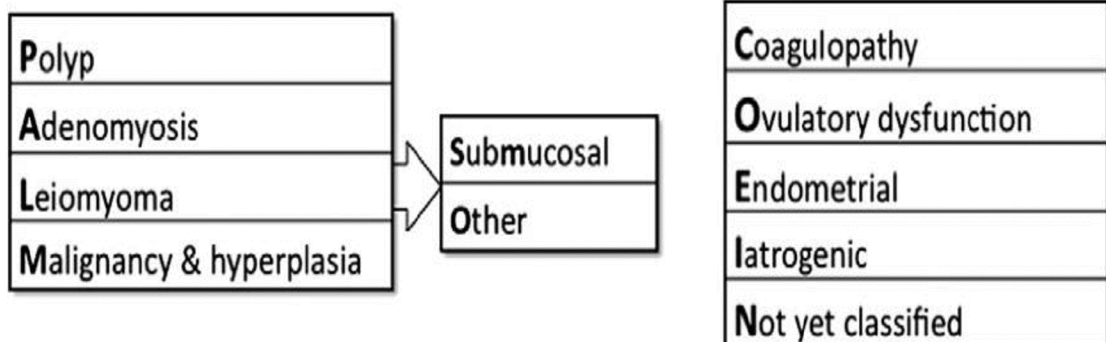 Polyp
Adenomyosis
Leiomyoma
Malignancy & hyperplasia
Submucosal
Other
Coagulopathy
Ovulatory dysfunction
Endometrial
Iatrogenic
Not yet classified